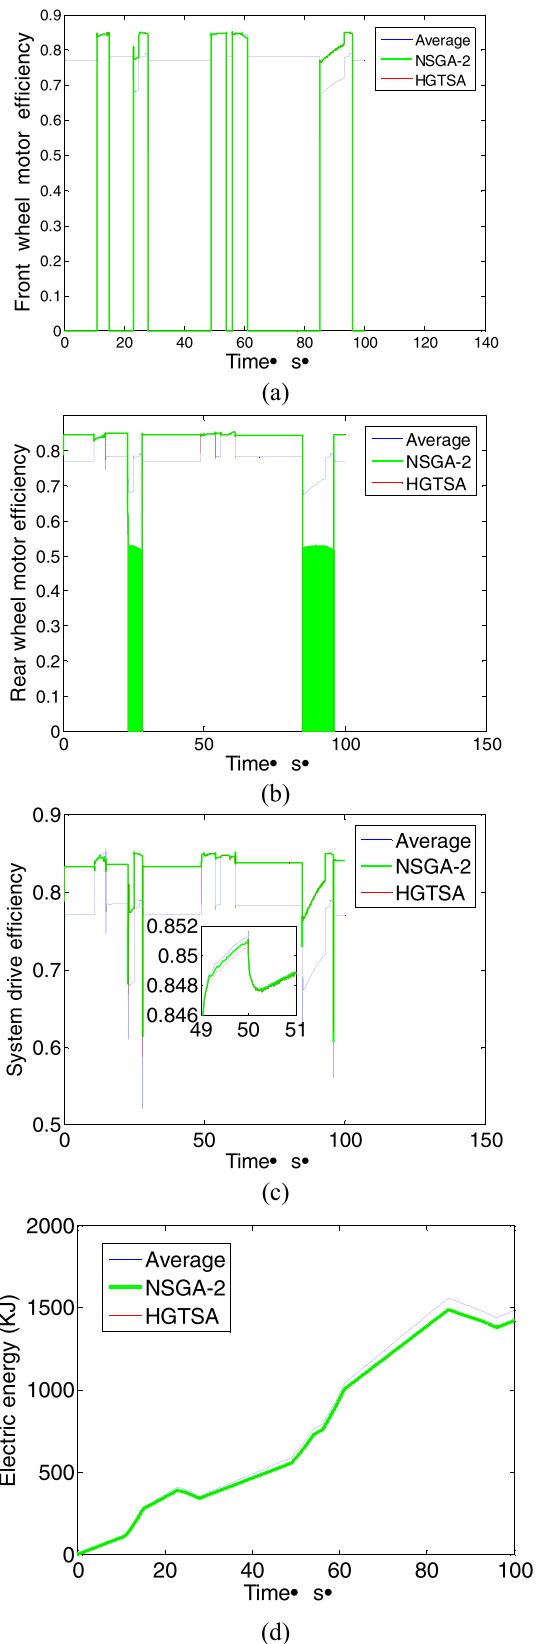 Front wheel motor efficiency
0.9
0.8
0.7
0.6
0.5
0.4
0.3
0.2
0.1
0
Average
NSGA-2
HGTSA
0 20 40 60 80 100 120 140
Time• s•
(a)
Rear wheel motor efficiency
0.8
0.7
0.6
0.5
0.4
0.3
0.2
0.1
0
Average
NSGA-2
HGTSA
0 50 100 150
Time• s•
(b)
System drive efficiency
0.9
0.8
0.7
0.6
0.5
Average
NSGA-2
HGTSA
0.852
0.85
0.848
0.846
49 50 51
0 50 100 150
Time• s•
(c)
Electric energy (KJ)
2000
1500
1000
500
0
Average
NSGA-2
HGTSA
0 20 40 60 80 100
Time• s•
(d)